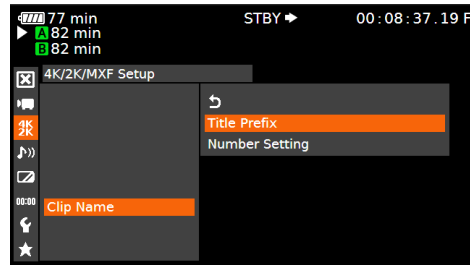 77 min STBY 00:08:37.19 F
A 82 min
B 82 min
4K/2K/MXF Setup
4K
2K
Title Prefix
Number Setting
00:00
Clip Name